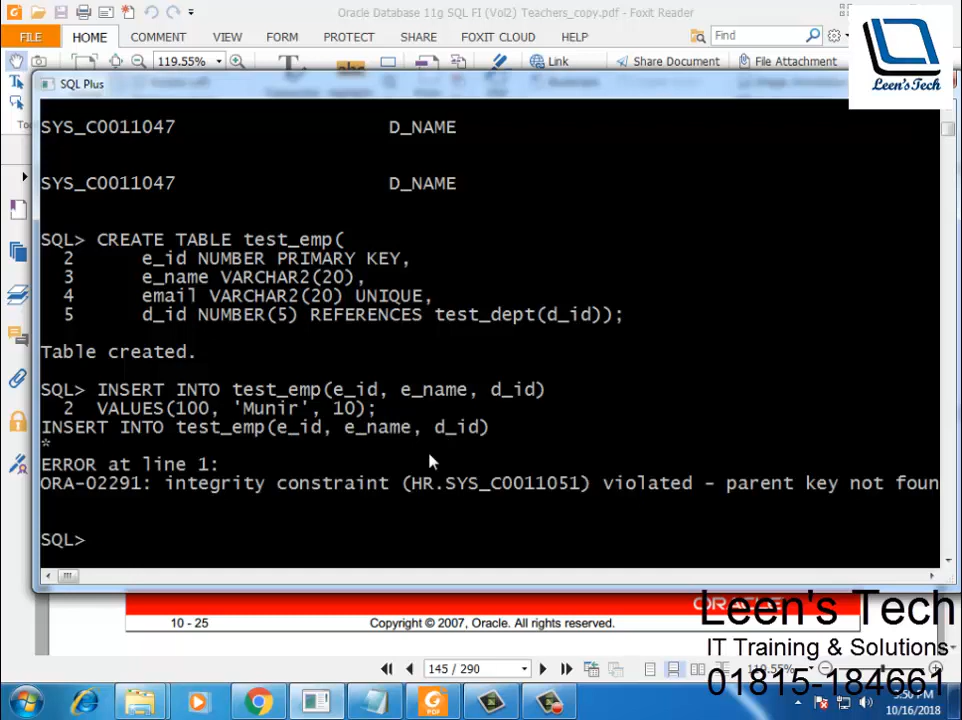 Oracle Database 11g SQL FI (Vol2) Teachers_copy.pdf - Foxit Reader
FILE HOME COMMENT VIEW FORM PROTECT SHARE FOXIT CLOUD HELP Find
119.55% Link Share Document File Attachment
Leen'sTech
SQL Plus
SYS_C0011047 D_NAME
SYS_C0011047 D_NAME
SQL> CREATE TABLE test_emp(
2 e_id NUMBER PRIMARY KEY,
3 e_name VARCHAR2(20),
4 email VARCHAR2(20) UNIQUE,
5 d_id NUMBER(5) REFERENCES test_dept(d_id));
Table created.
SQL> INSERT INTO test_emp(e_id, e_name, d_id)
2 VALUES(100, 'Munir', 10);
INSERT INTO test_emp(e_id, e_name, d_id)
*
ERROR at line 1:
ORA-02291: integrity constraint (HR.SYS_C0011051) violated - parent key not foun
SQL>
ORACLE
Leen's Tech
10 - 25 Copyright © 2007, Oracle. All rights reserved.
IT Training & Solutions
145 / 290 119.55%
01815-184661
10/16/2018